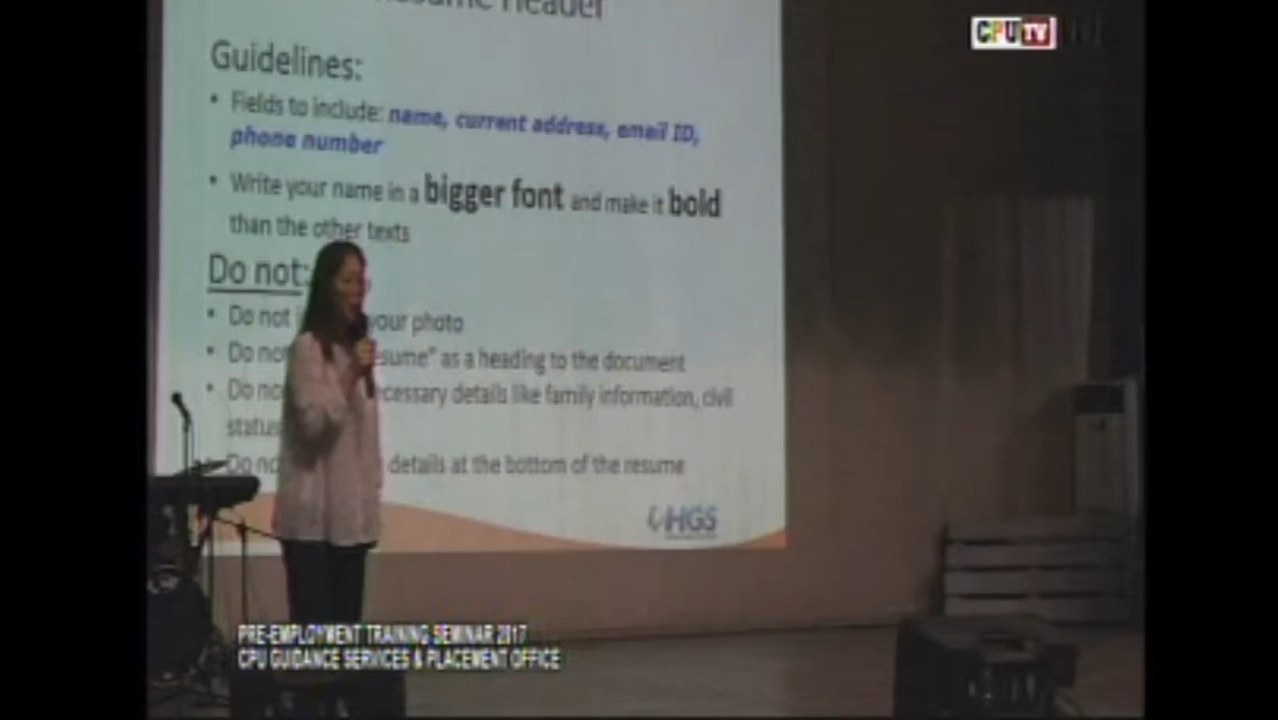 Header
CPU TV
Guidelines:
• Fields to include: name, current address, email ID,
phone number
• Write your name in a bigger font and make it bold
than the other texts
Do not:
• Do not your photo
• Do not esume" as a heading to the document
• Do no ecessary details like family information, civil
status
Do no details at the bottom of the resume
HGS
PRE-EMPLOYMENT TRAINING SEMINAR 2017
CPU GUIDANCE SERVICES & PLACEMENT OFFICE